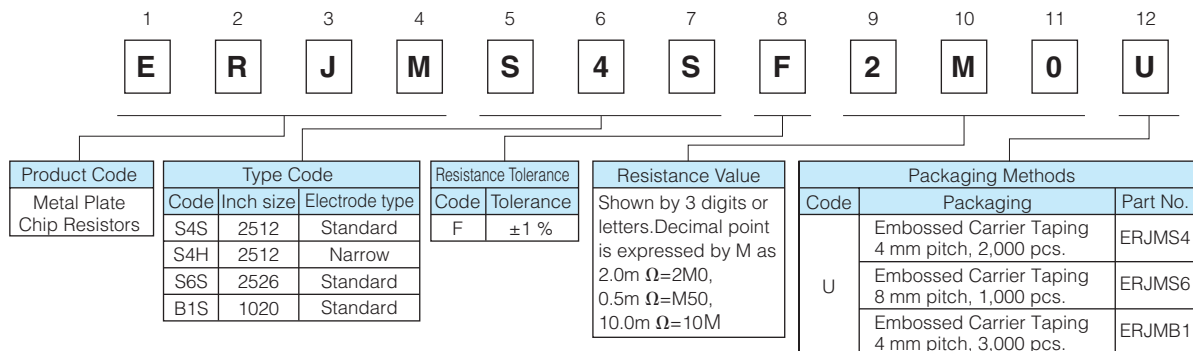 1 2 3 4 5 6 7 8 9 10 11 12
E R J M S 4 S F 2 M 0 U
Product Code
Metal Plate
Chip Resistors
Type Code
Code Inch size Electrode type
S4S 2512 Standard
S4H 2512 Narrow
S6S 2526 Standard
B1S 1020 Standard
Resistance Tolerance
Code Tolerance
F ±1 %
Resistance Value
Shown by 3 digits or
letters.Decimal point
is expressed by M as
2.0m Ω=2M0,
0.5m Ω=M50,
10.0m Ω=10M
Packaging Methods
Code Packaging Part No.
U
Embossed Carrier Taping
4 mm pitch, 2,000 pcs.
ERJMS4
Embossed Carrier Taping
8 mm pitch, 1,000 pcs.
ERJMS6
Embossed Carrier Taping
4 mm pitch, 3,000 pcs.
ERJMB1